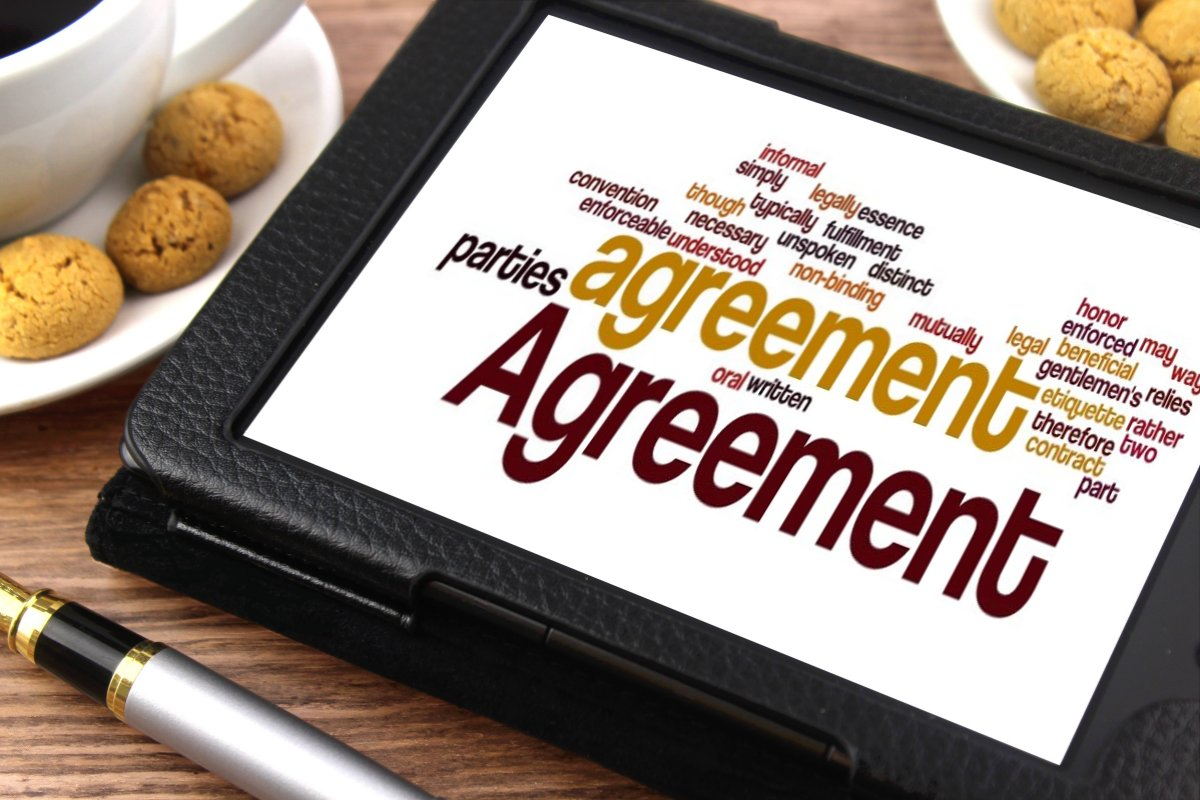 informal
simply
legally essence
convention though typically fulfillment
enforceable necessary unspoken distinct
understood non-binding
parties agreement
mutually
honor
enforced may
legal beneficial way
gentlemen's relies
etiquette rather
therefore two
contract
part
oral written
Agreement